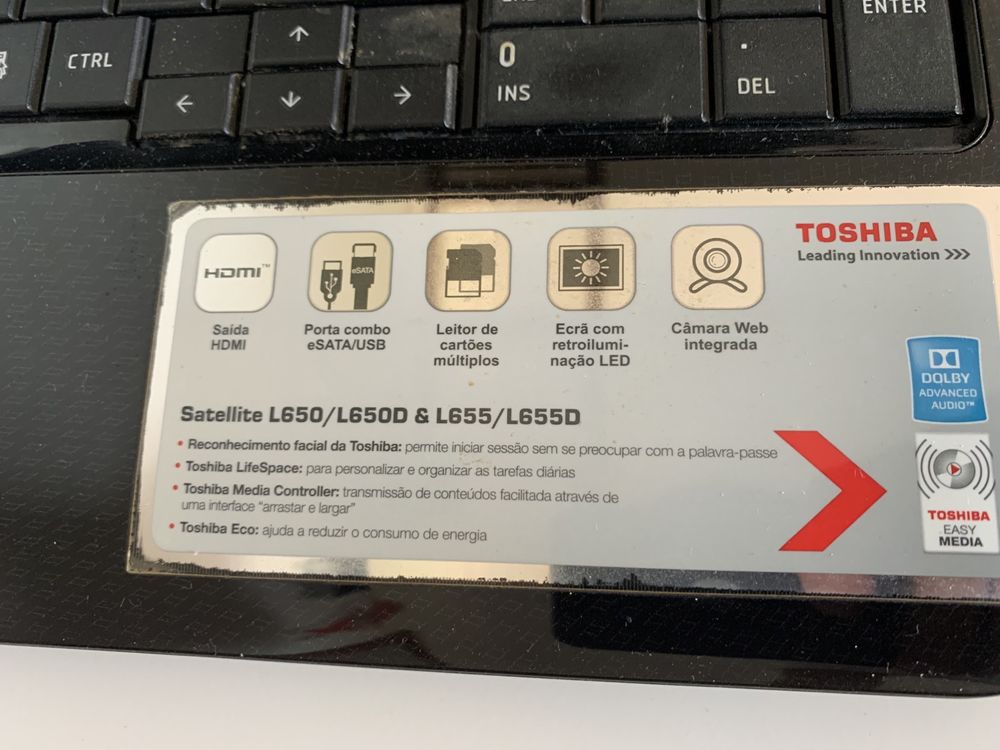 ENTER
CTRL
0
INS
.
DEL
HDMI™
eSATA
TOSHIBA
Leading Innovation >>>
Saída
HDMI
Porta combo
eSATA/USB
Leitor de
cartões
múltiplos
Ecrã com
retroilumi-
nação LED
Câmara Web
integrada
DOLBY
ADVANCED
AUDIO™
Satellite L650/L650D & L655/L655D
• Reconhecimento facial da Toshiba: permite iniciar sessão sem se preocupar com a palavra-passe
• Toshiba LifeSpace: para personalizar e organizar as tarefas diárias
• Toshiba Media Controller: transmissão de conteúdos facilitada através de
uma interface "arrastar e largar"
• Toshiba Eco: ajuda a reduzir o consumo de energia
TOSHIBA
EASY
MEDIA